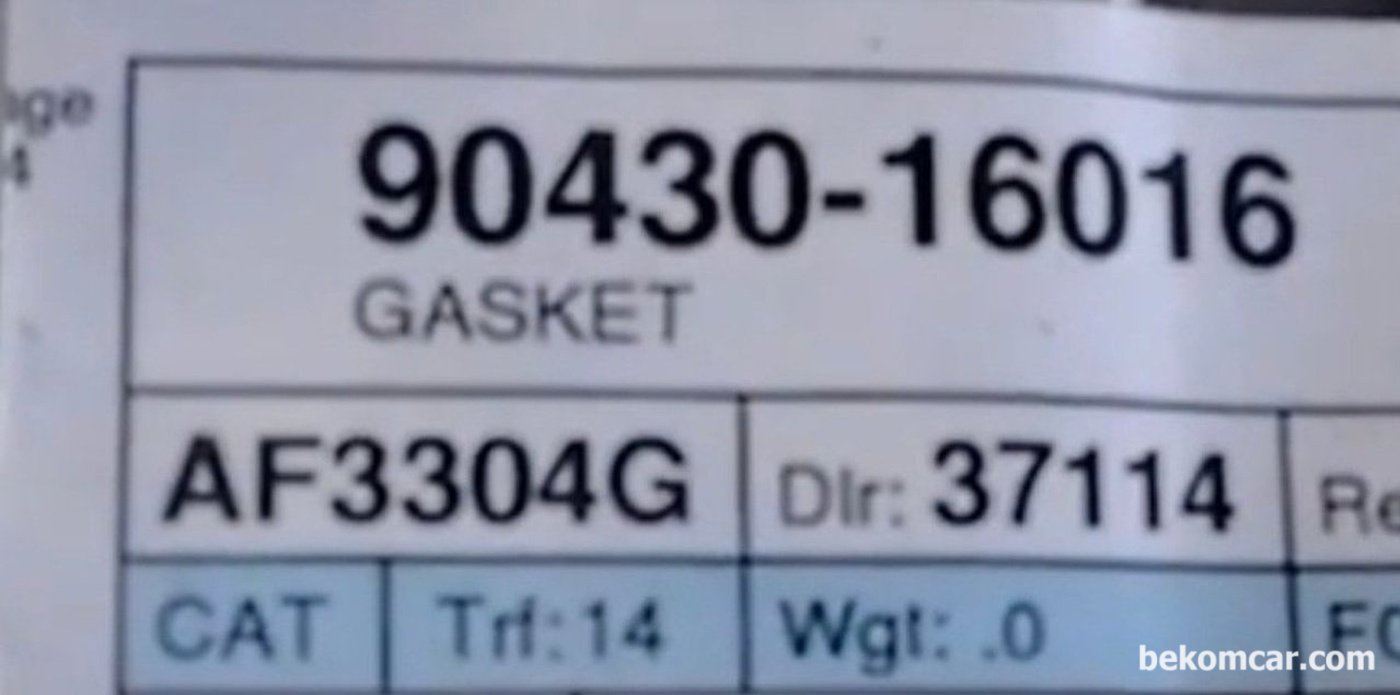 90430-16016
GASKET
AF3304G Dlr: 37114
CAT Trf: 14 Wgt: .0
bekomcar.com